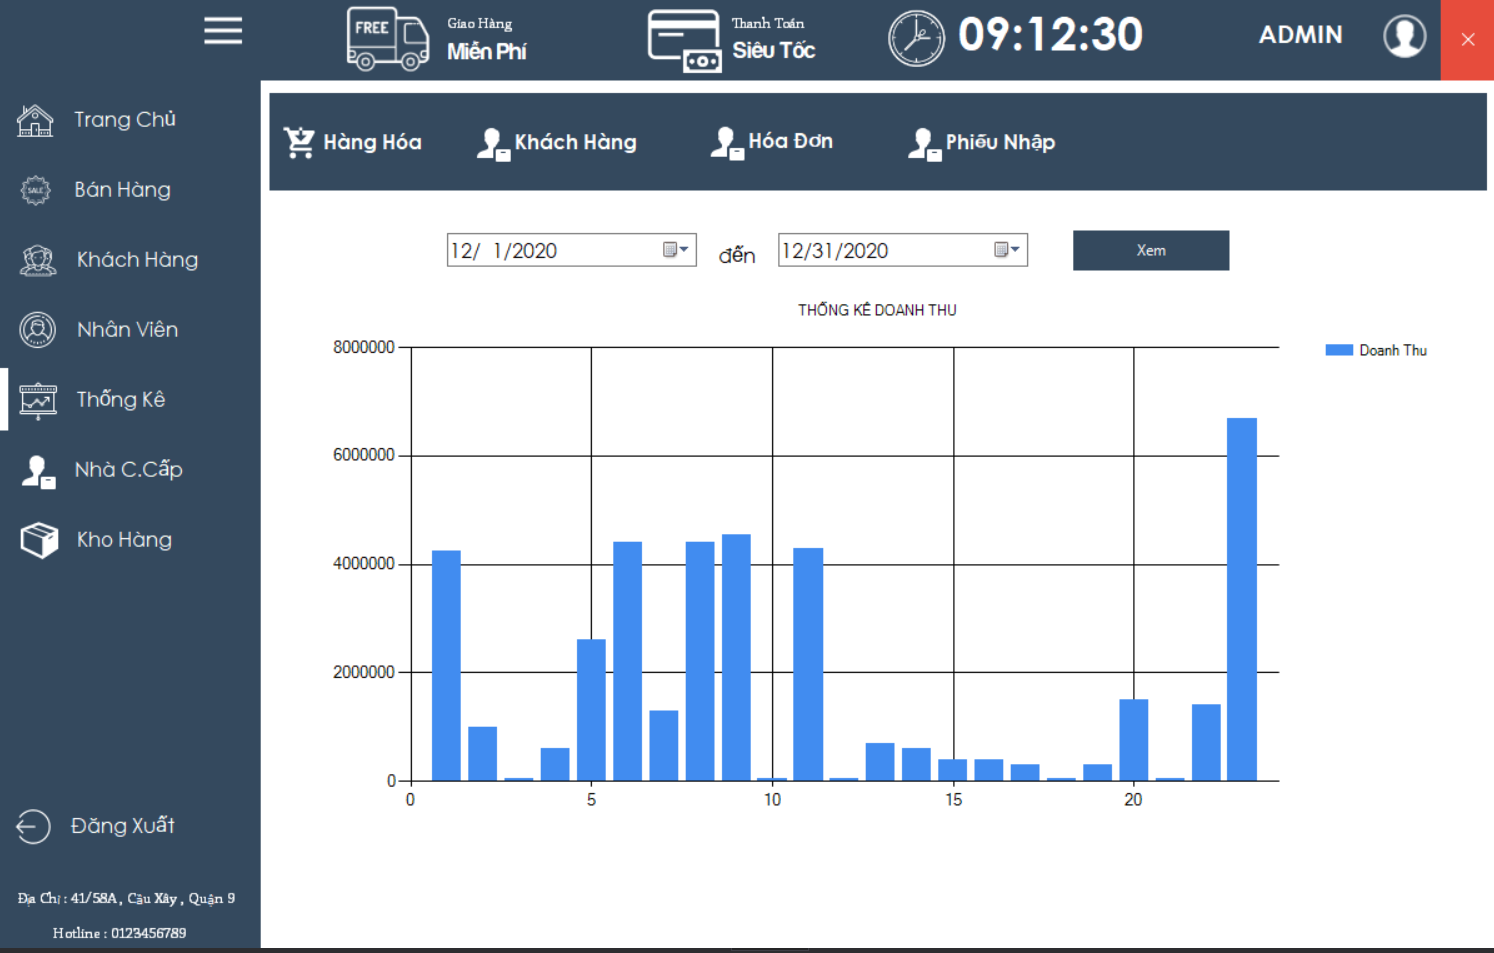 FREE
Giao Hàng
Miễn Phí
Thanh Toán
Siêu Tốc
09:12:30
ADMIN
Trang Chủ
SALE
Bán Hàng
Khách Hàng
Nhân Viên
Thống Kê
Nhà C.Cấp
Kho Hàng
Đăng Xuất
Địa Chỉ : 41/58A , Cầu Xây , Quận 9
Hotline : 0123456789
Hàng Hóa
Khách Hàng
Hóa Đơn
Phiếu Nhập
12/ 1/2020
đến
12/31/2020
Xem
THỐNG KÊ DOANH THU
Doanh Thu
8000000
6000000
4000000
2000000
0
0 5 10 15 20